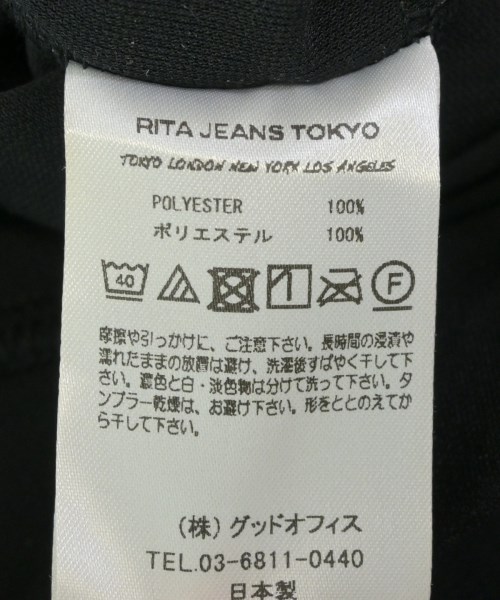 RITA JEANS TOKYO
TOKYO LONDON NEW YORK LOS ANGELES
POLYESTER 100%
ポリエステル 100%
40 F
摩擦や引っかけに、ご注意下さい。長時間の浸漬や
濡れたままの放置は避け、洗濯後すばやく干して下
さい。濃色と白・淡色物は分けて洗って下さい。タ
ンブラー乾燥は、お避け下さい。形をととのえてか
ら干して下さい。
(株)グッドオフィス
TEL.03-6811-0440
日本製